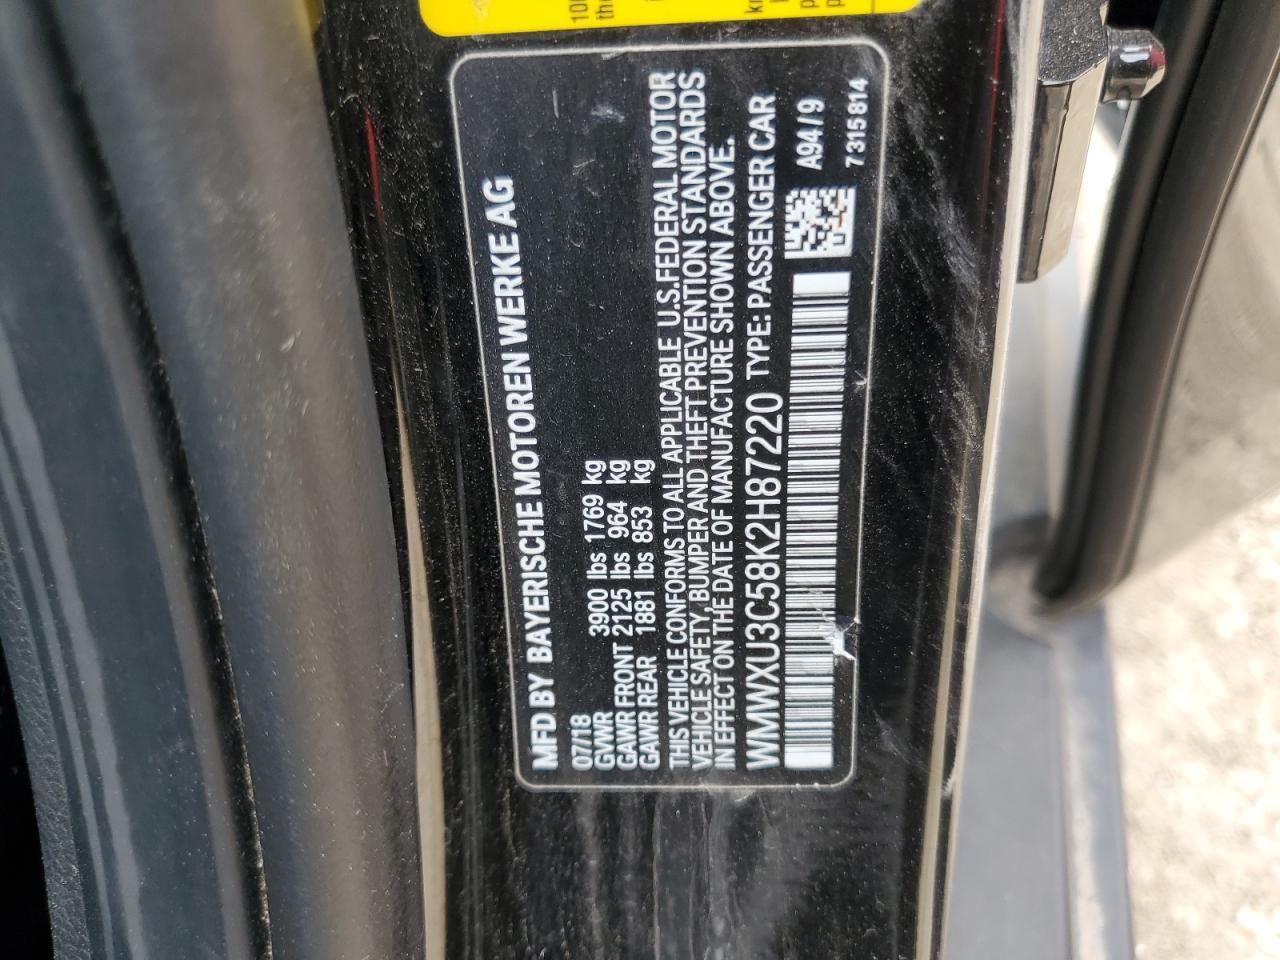 MFD BY BAYERISCHE MOTOREN WERKE AG
07/18
GVWR 3900 lbs 1769 kg
GAWR FRONT 2125 lbs 964 kg
GAWR REAR 1881 lbs 853 kg
THIS VEHICLE CONFORMS TO ALL APPLICABLE U.S.FEDERAL MOTOR
VEHICLE SAFETY, BUMPER AND THEFT PREVENTION STANDARDS
IN EFFECT ON THE DATE OF MANUFACTURE SHOWN ABOVE.
WMWXU3C58K2H87220 TYPE: PASSENGER CAR
A94/9
7315814